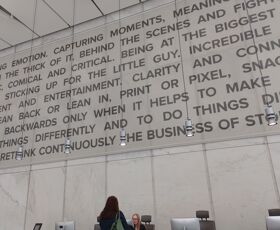 NG EMOTION. CAPTURING MOMENTS, MEANING
N THE THICK OF IT, BEHIND THE SCENES AND FIGHT
, COMICAL AND CRITICAL. BEING AT THE BIGGEST
STICKING UP FOR THE LITTLE GUY. INCREDIBLE
ENT AND ENTERTAINMENT, CLARITY AND CON
EAN BACK OR LEAN IN, PRINT OR PIXEL, SNAC
BACKWARDS ONLY WHEN IT HELPS TO MAKE
THINGS DIFFERENTLY AND TO DO THINGS DI
RETHINK CONTINUOUSLY THE BUSINESS OF ST